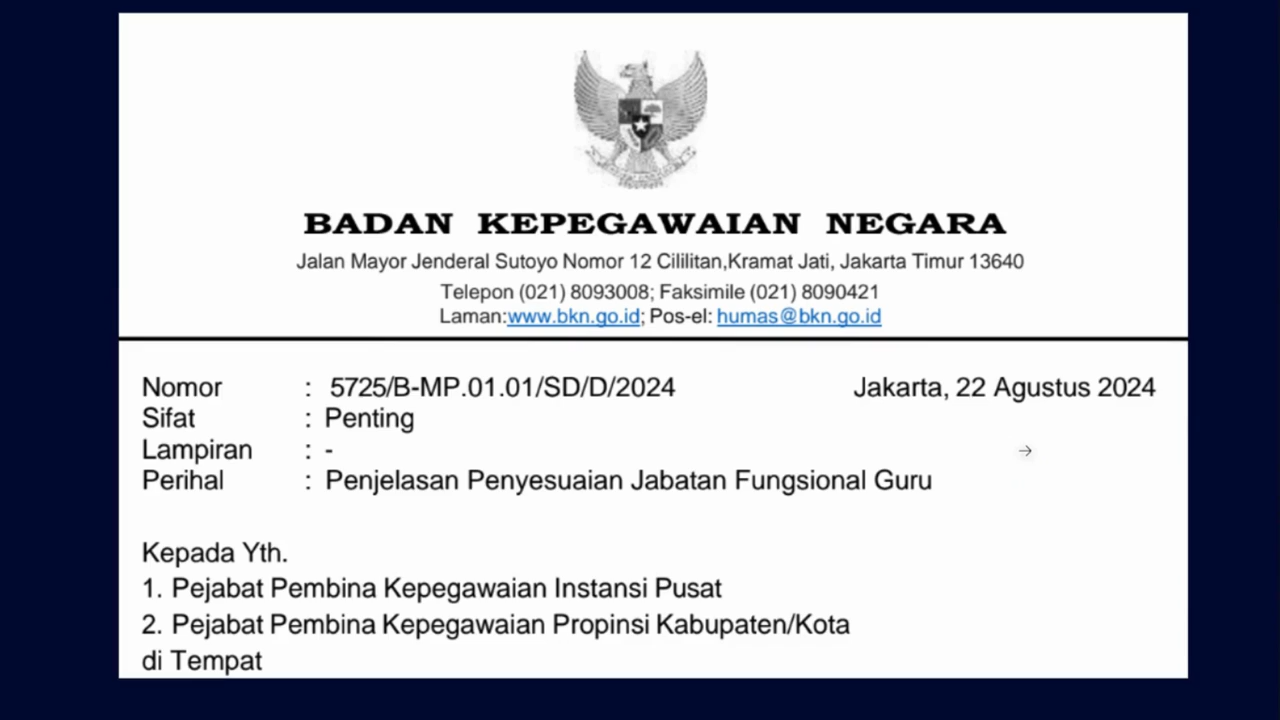 BADAN KEPEGAWAIAN NEGARA
Jalan Mayor Jenderal Sutoyo Nomor 12 Cililitan,Kramat Jati, Jakarta Timur 13640
Telepon (021) 8093008; Faksimile (021) 8090421
Laman:www.bkn.go.id; Pos-el: humas@bkn.go.id
Nomor : 5725/B-MP.01.01/SD/D/2024 Jakarta, 22 Agustus 2024
Sifat : Penting
Lampiran : -
Perihal : Penjelasan Penyesuaian Jabatan Fungsional Guru
Kepada Yth.
1. Pejabat Pembina Kepegawaian Instansi Pusat
2. Pejabat Pembina Kepegawaian Propinsi Kabupaten/Kota
di Tempat